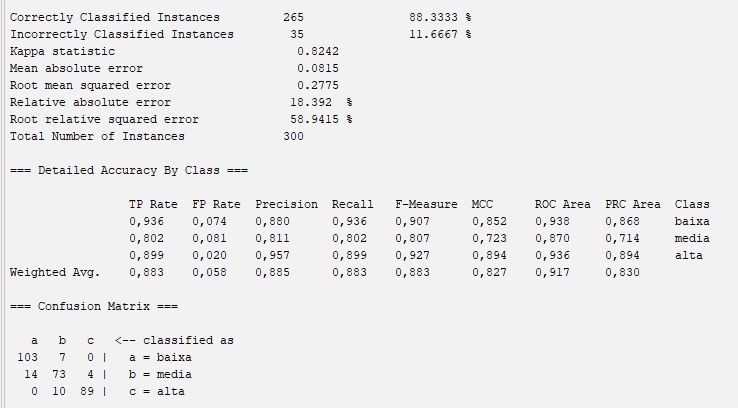 Correctly Classified Instances 265 88.3333 %
Incorrectly Classified Instances 35 11.6667 %
Kappa statistic 0.8242
Mean absolute error 0.0815
Root mean squared error 0.2775
Relative absolute error 18.392 %
Root relative squared error 58.9415 %
Total Number of Instances 300
=== Detailed Accuracy By Class ===
TP Rate FP Rate Precision Recall F-Measure MCC ROC Area PRC Area Class
0,936 0,074 0,880 0,936 0,907 0,852 0,938 0,868 baixa
0,802 0,081 0,811 0,802 0,807 0,723 0,870 0,714 media
0,899 0,020 0,957 0,899 0,927 0,894 0,936 0,894 alta
Weighted Avg. 0,883 0,058 0,885 0,883 0,883 0,827 0,917 0,830
=== Confusion Matrix ===
a b c <-- classified as
103 7 0 | a = baixa
14 73 4 | b = media
0 10 89 | c = alta